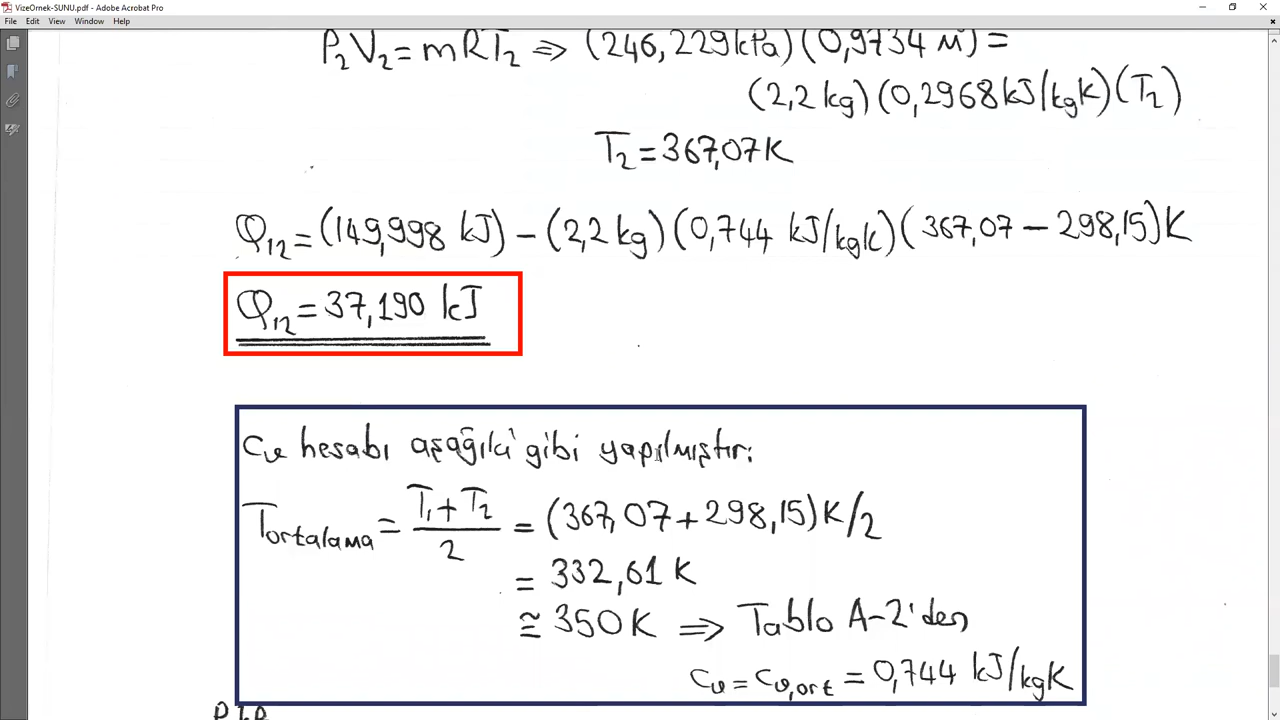 VizeOrnek-SUNU.pdf - Adobe Acrobat Pro
File Edit View Window Help
P₂V₂ = mRT₂ ⇒ (246,229 kPa)(0,9734 m³) =
(2,2 kg)(0,2968 kJ/kgK)(T₂)
T₂ = 367,07 K
Q₁₂ = (149,998 kJ) – (2,2 kg)(0,744 kJ/kgK)(367,07 – 298,15)K
Q₁₂ = 37,190 kJ
Cv hesabı aşağıki gibi yapılmıştır:
Tortalama = T₁ + T₂ / 2 = (367,07 + 298,15)K/2
= 332,61 K
≅ 350K ⇒ Tablo A-2'den
Cv = Cv,ort = 0,744 kJ/kgK